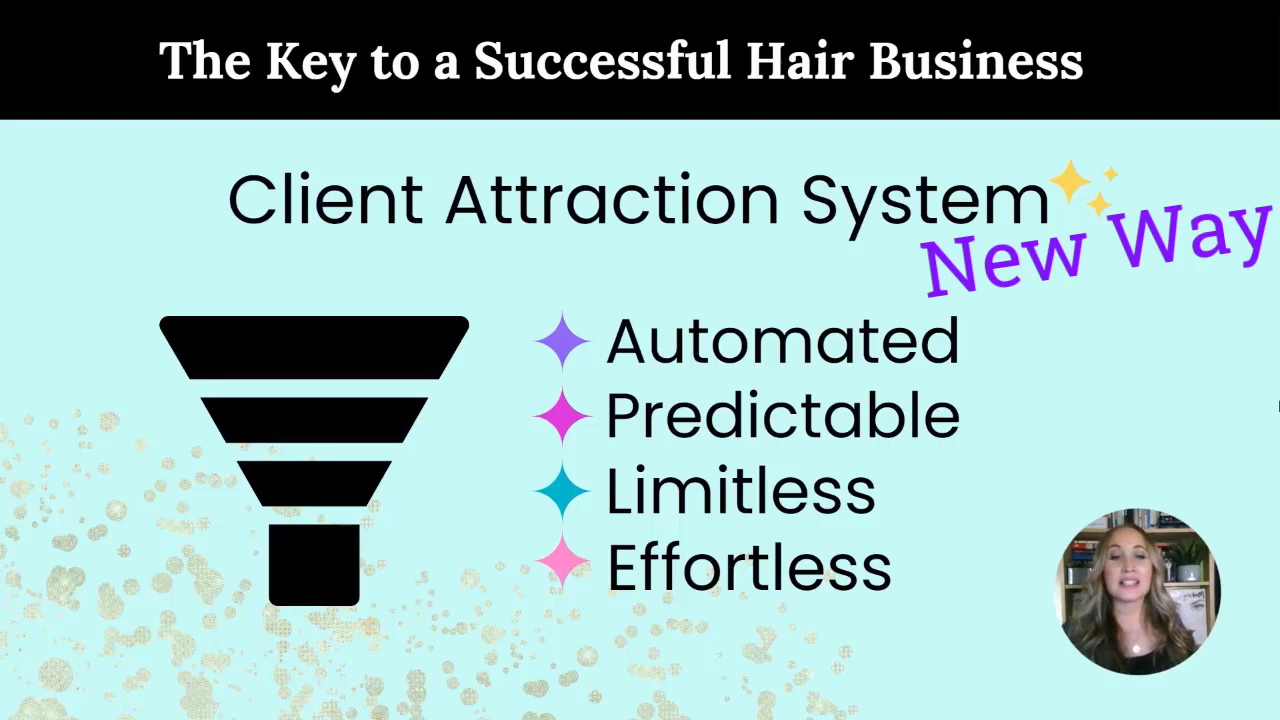 The Key to a Successful Hair Business
Client Attraction System
New Way
Automated
Predictable
Limitless
Effortless